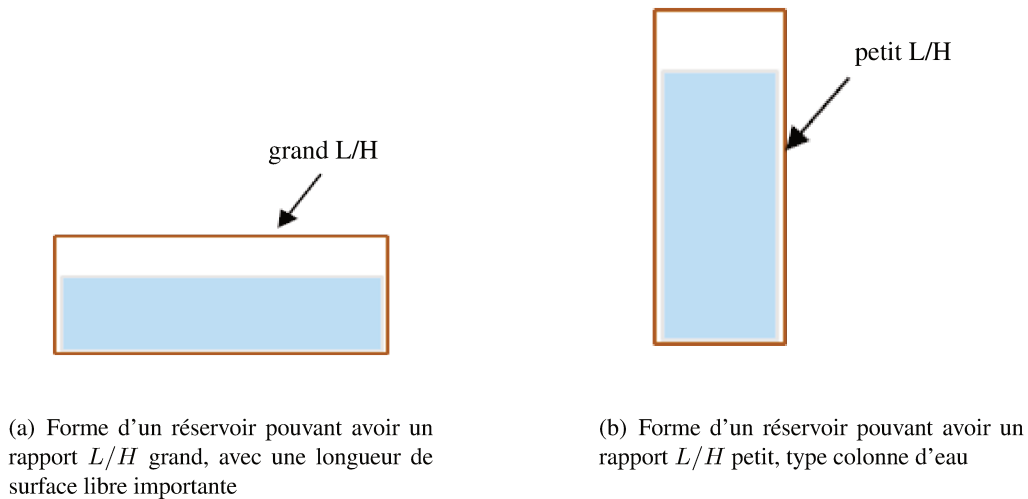 grand L/H
petit L/H
(a) Forme d'un réservoir pouvant avoir un
rapport L/H grand, avec une longueur de
surface libre importante
(b) Forme d'un réservoir pouvant avoir un
rapport L/H petit, type colonne d'eau